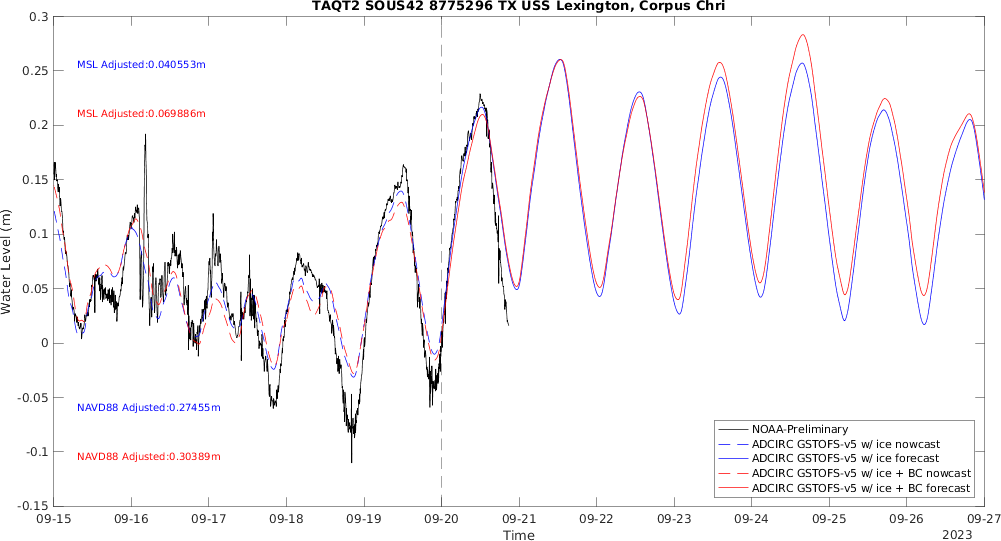 TAQT2 SOUS42 8775296 TX USS Lexington, Corpus Chri
0.3
0.25
0.2
0.15
0.1
0.05
0
-0.05
-0.1
-0.15
Water Level (m)
MSL Adjusted:0.040553m
MSL Adjusted:0.069886m
NAVD88 Adjusted:0.27455m
NAVD88 Adjusted:0.30389m
NOAA-Preliminary
ADCIRC GSTOFS-v5 w/ ice nowcast
ADCIRC GSTOFS-v5 w/ ice forecast
ADCIRC GSTOFS-v5 w/ ice + BC nowcast
ADCIRC GSTOFS-v5 w/ ice + BC forecast
09-15 09-16 09-17 09-18 09-19 09-20 09-21 09-22 09-23 09-24 09-25 09-26 09-27
Time
2023